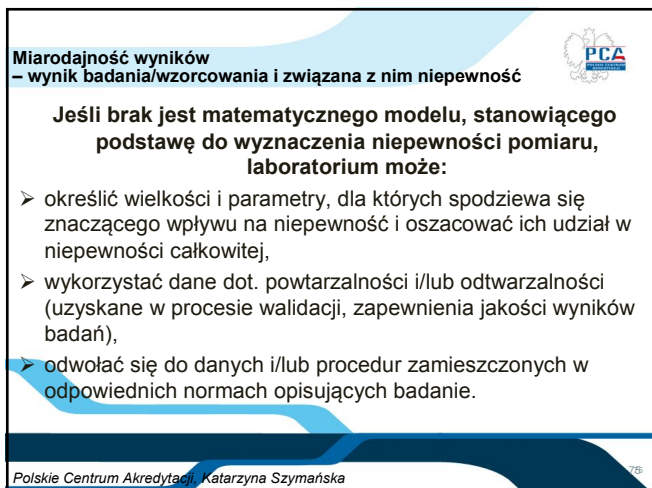 Miarodajność wyników
– wynik badania/wzorcowania i związana z nim niepewność
PCA
POLSKIE CENTRUM
AKREDYTACJI
Jeśli brak jest matematycznego modelu, stanowiącego
podstawę do wyznaczenia niepewności pomiaru,
laboratorium może:
➢ określić wielkości i parametry, dla których spodziewa się
znaczącego wpływu na niepewność i oszacować ich udział w
niepewności całkowitej,
➢ wykorzystać dane dot. powtarzalności i/lub odtwarzalności
(uzyskane w procesie walidacji, zapewnienia jakości wyników
badań),
➢ odwołać się do danych i/lub procedur zamieszczonych w
odpowiednich normach opisujących badanie.
Polskie Centrum Akredytacji, Katarzyna Szymańska